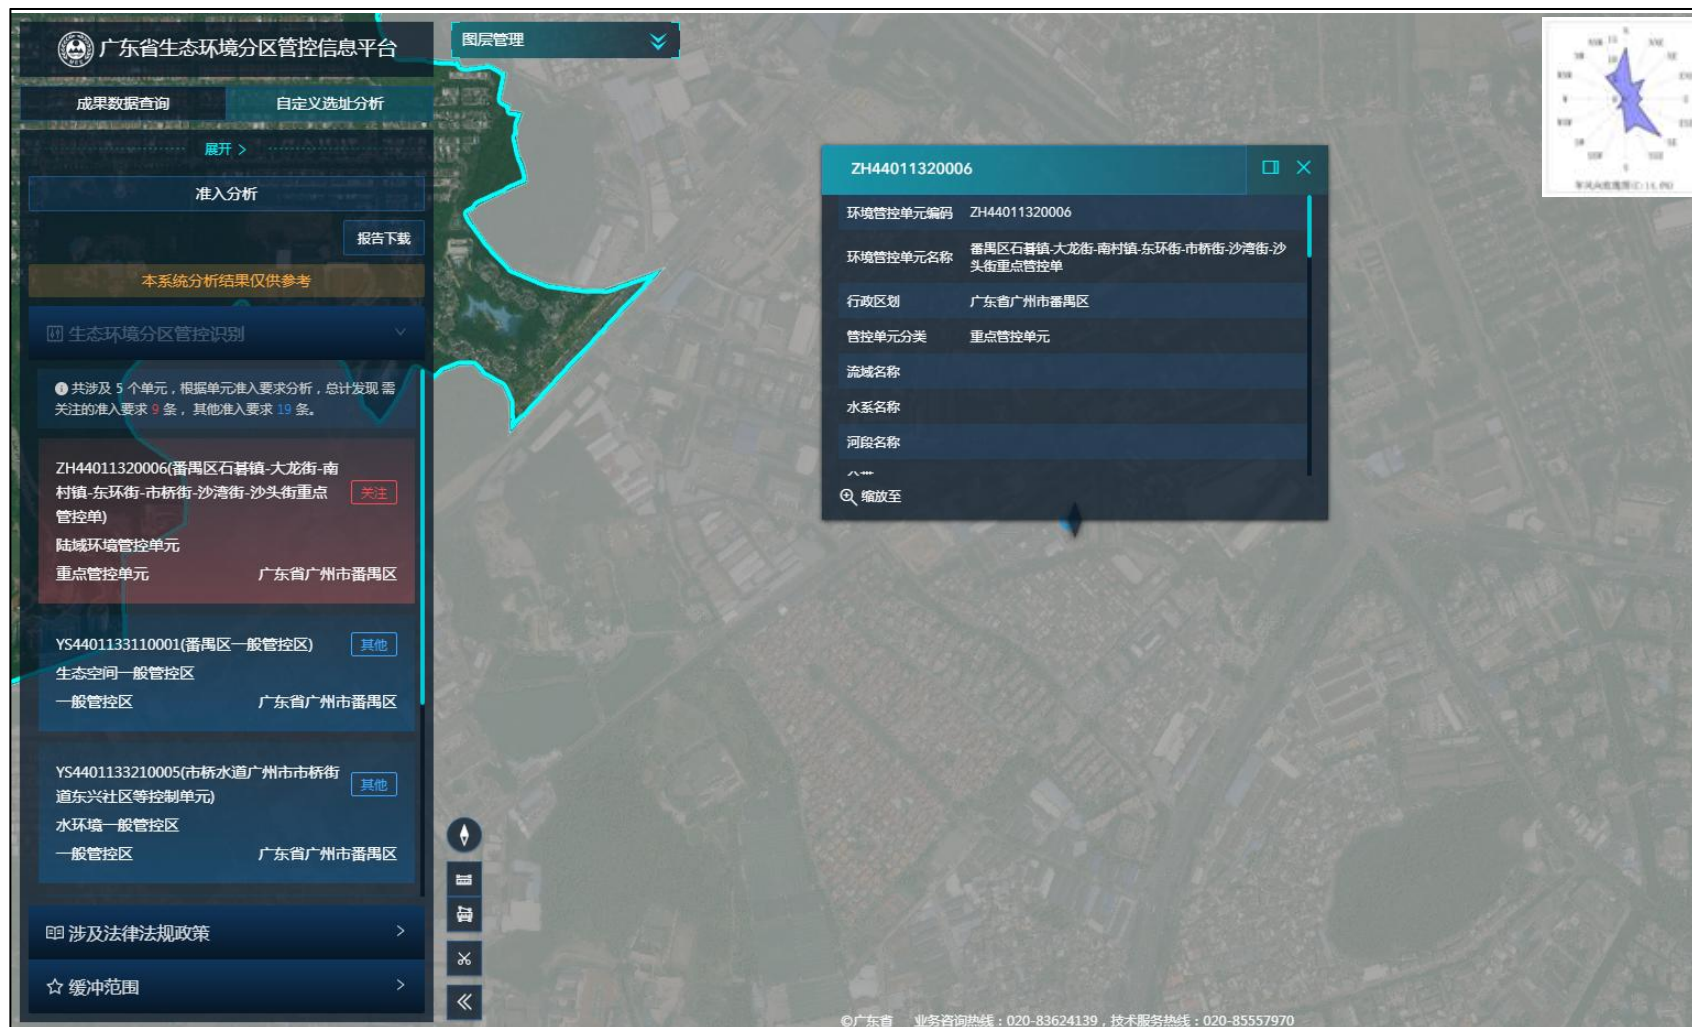 广东省生态环境分区管控信息平台
成果数据查询
自定义选址分析
展开 >
准入分析
报告下载
本系统分析结果仅供参考
生态环境分区管控识别
共涉及 5 个单元，根据单元准入要求分析，总计发现 需
关注的准入要求 9 条， 其他准入要求 19 条。
ZH44011320006(番禺区石碁镇-大龙街-南
村镇-东环街-市桥街-沙湾街-沙头街重点
管控单)
关注
陆域环境管控单元
重点管控单元
广东省广州市番禺区
YS4401133110001(番禺区一般管控区)
其他
生态空间一般管控区
一般管控区
广东省广州市番禺区
YS4401133210005(市桥水道广州市市桥街
道东兴社区等控制单元)
其他
水环境一般管控区
一般管控区
广东省广州市番禺区
涉及法律法规政策
缓冲范围
图层管理
ZH44011320006
环境管控单元编码 ZH44011320006
环境管控单元名称 番禺区石碁镇-大龙街-南村镇-东环街-市桥街-沙湾街-沙
头街重点管控单
行政区划 广东省广州市番禺区
管控单元分类 重点管控单元
流域名称
水系名称
河段名称
缩放至
©广东省 业务咨询热线：020-83624139，技术服务热线：020-85557970